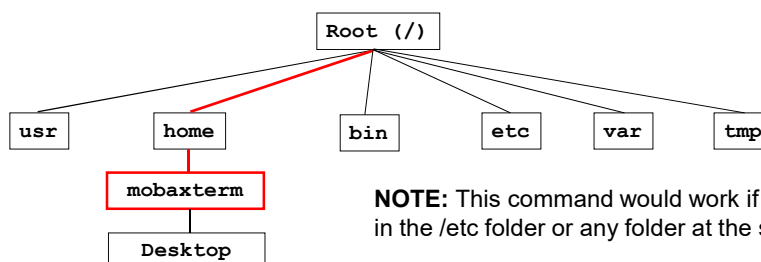 Root (/)
usr home bin etc var tmp
mobaxterm
NOTE: This command would work if
in the /etc folder or any folder at the s
Desktop